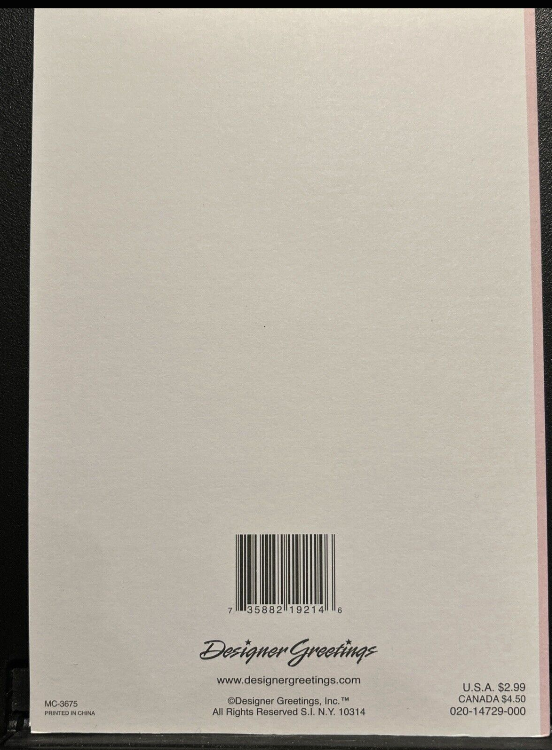 7 35882 19214 6
Designer Greetings
www.designergreetings.com
©Designer Greetings, Inc.™
All Rights Reserved S.I. N.Y. 10314
MC-3675
PRINTED IN CHINA
U.S.A. $2.99
CANADA $4.50
020-14729-000